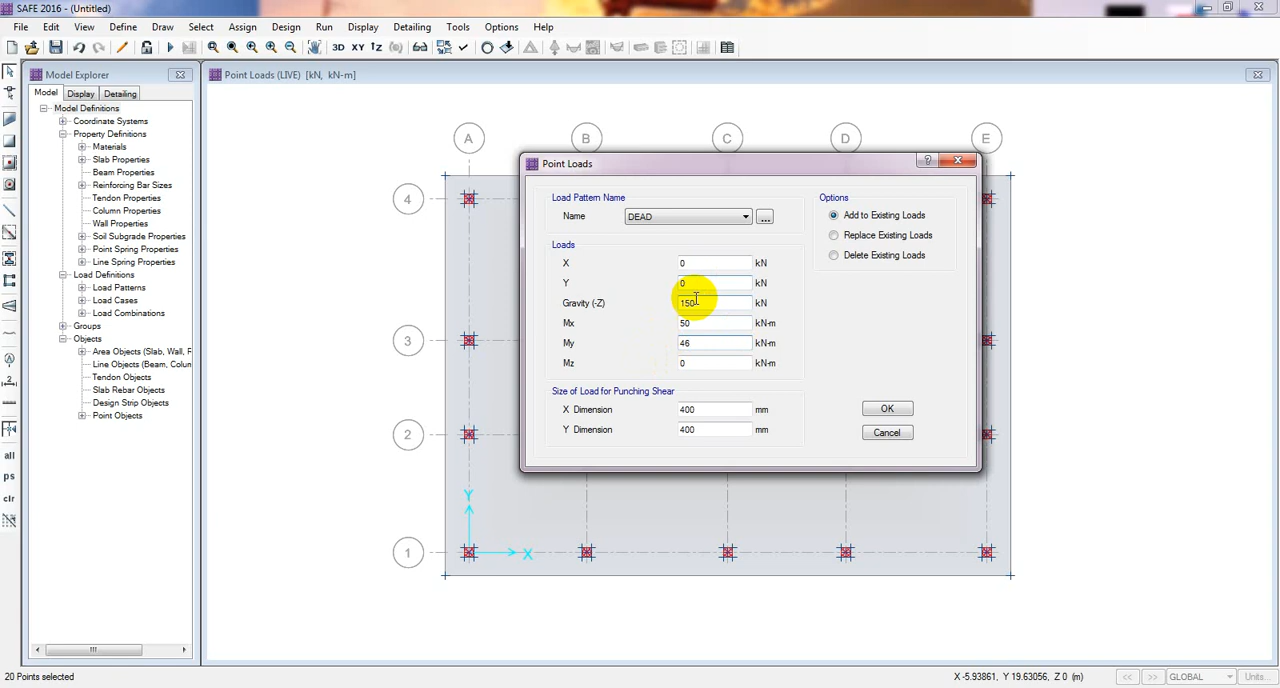 SAFE 2016 - (Untitled)
File Edit View Define Draw Select Assign Design Run Display Detailing Tools Options Help
3D XY
Model Explorer
Model Display Detailing
Model Definitions
Coordinate Systems
Property Definitions
Materials
Slab Properties
Beam Properties
Reinforcing Bar Sizes
Tendon Properties
Column Properties
Wall Properties
Soil Subgrade Properties
Point Spring Properties
Line Spring Properties
Load Definitions
Load Patterns
Load Cases
Load Combinations
Groups
Objects
Area Objects (Slab, Wall, F
Line Objects (Beam, Colun
Tendon Objects
Slab Rebar Objects
Design Strip Objects
Point Objects
all
ps
clr
Point Loads (LIVE) [kN, kN-m]
A B C D E
4
3
2
1
Y
X
Point Loads
Load Pattern Name
Name DEAD ...
Loads
X 0 kN
Y 0 kN
Gravity (-Z) 150 kN
Mx 50 kN-m
My 46 kN-m
Mz 0 kN-m
Size of Load for Punching Shear
X Dimension 400 mm
Y Dimension 400 mm
Options
Add to Existing Loads
Replace Existing Loads
Delete Existing Loads
OK
Cancel
20 Points selected
X -5.93861, Y 19.63056, Z 0 (m)
<< >> GLOBAL Units...